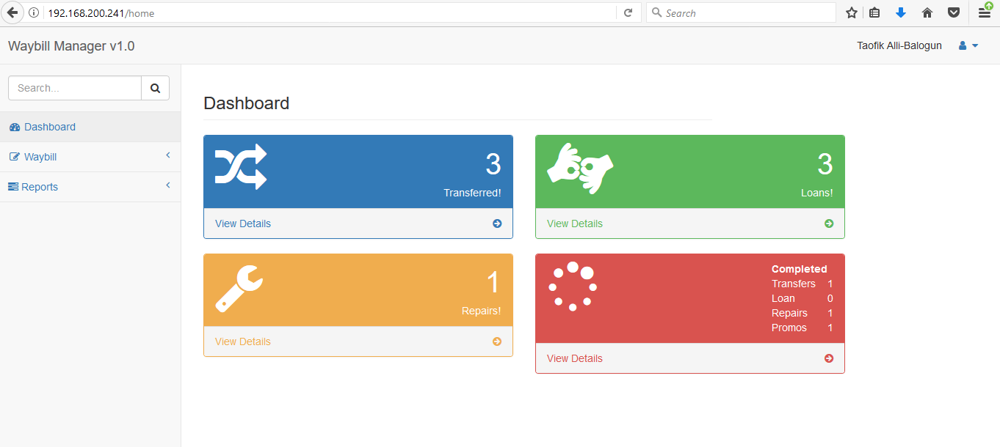 192.168.200.241/home
Search
Waybill Manager v1.0
Taofik Alli-Balogun
Search...
Dashboard
Waybill
Reports
Dashboard
3
Transferred!
View Details
3
Loans!
View Details
1
Repairs!
View Details
Completed
Transfers 1
Loan 0
Repairs 1
Promos 1
View Details